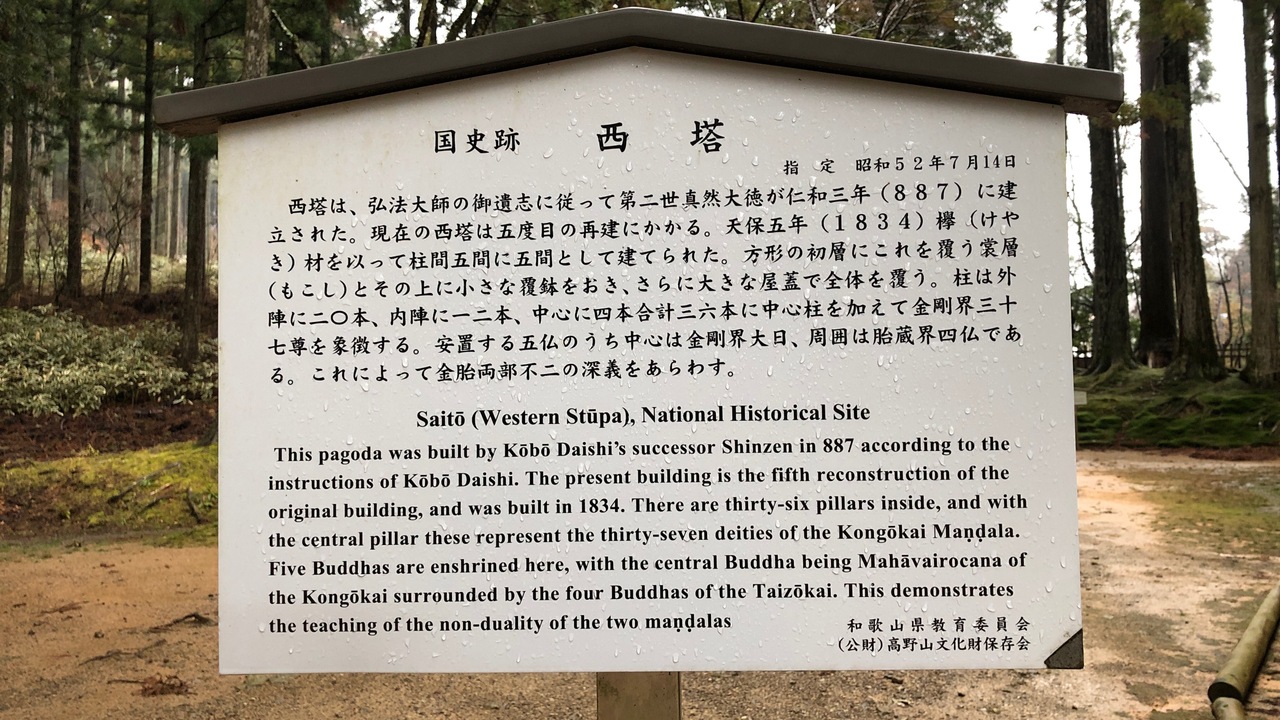 国史跡 西塔
指定 昭和５２年７月14日
西塔は、弘法大師の御遺志に従って第二世真然大徳が仁和三年（８８７）に建
立された。現在の西塔は五度目の再建にかかる。天保五年（１８３４）欅（けや
き）材を以って柱間五間に五間として建てられた。方形の初層にこれを覆う裳層
（もこし）とその上に小さな覆鉢をおき、さらに大きな屋蓋で全体を覆う。柱は外
陣に二〇本、内陣に一二本、中心に四本合計三六本に中心柱を加えて金剛界三十
七尊を象徴する。安置する五仏のうち中心は金剛界大日、周囲は胎蔵界四仏であ
る。これによって金胎両部不二の深義をあらわす。
Saitō (Western Stūpa), National Historical Site
This pagoda was built by Kōbō Daishi’s successor Shinzen in 887 according to the
instructions of Kōbō Daishi. The present building is the fifth reconstruction of the
original building, and was built in 1834. There are thirty-six pillars inside, and with
the central pillar these represent the thirty-seven deities of the Kongōkai Maṇḍala.
Five Buddhas are enshrined here, with the central Buddha being Mahāvairocana of
the Kongōkai surrounded by the four Buddhas of the Taizōkai. This demonstrates
the teaching of the non-duality of the two maṇḍalas
和歌山県教育委員会
（公財）高野山文化財保存会